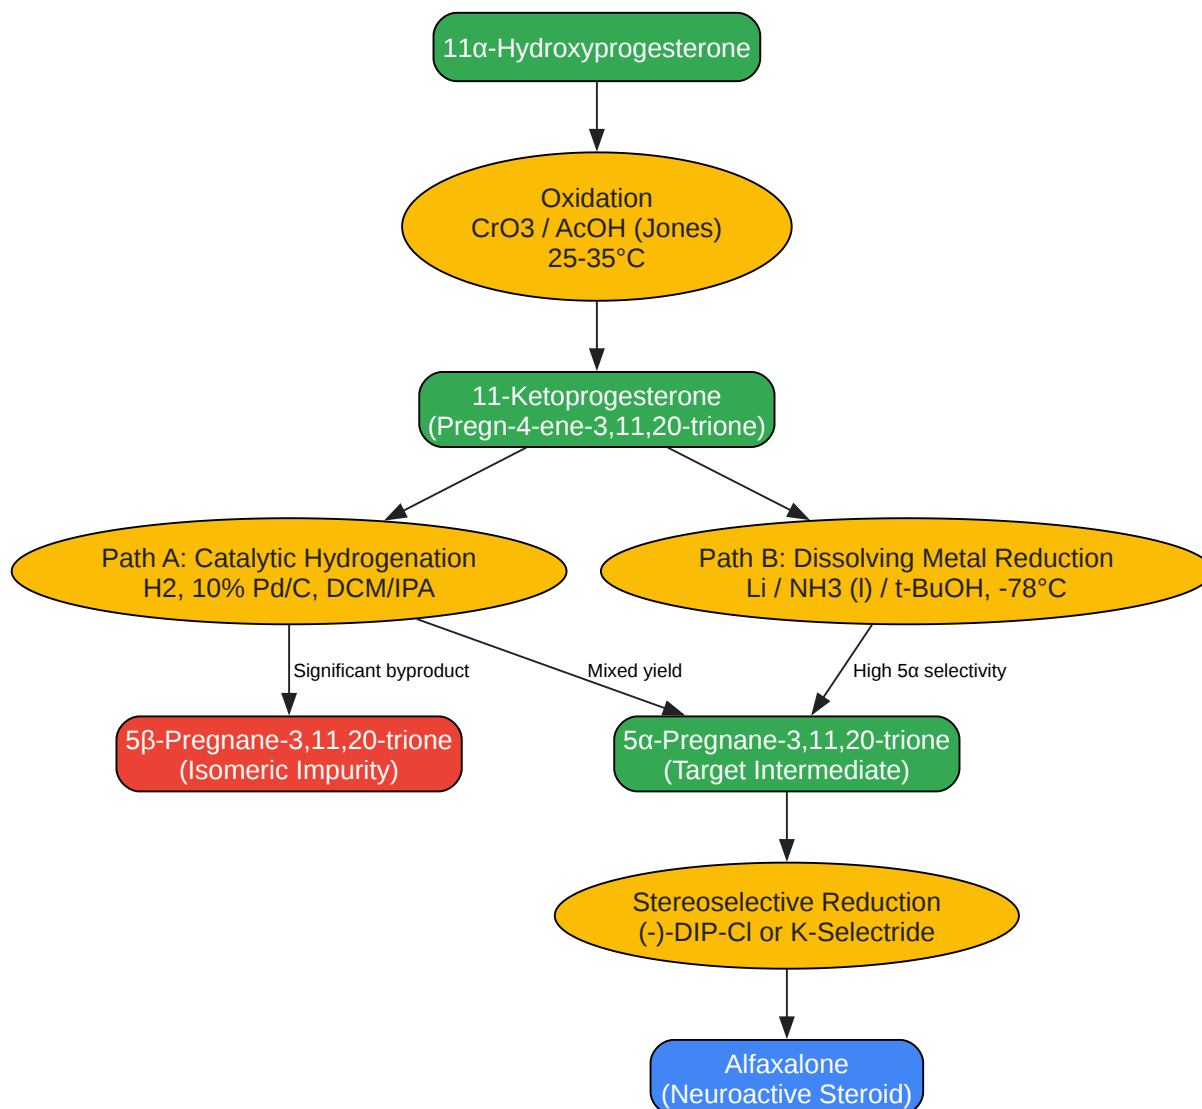 11α-Hydroxyprogesterone
Oxidation
CrO3 / AcOH (Jones)
25-35°C
11-Ketoprogesterone
(Pregn-4-ene-3,11,20-trione)
Path A: Catalytic Hydrogenation
H2, 10% Pd/C, DCM/IPA
Path B: Dissolving Metal Reduction
Li / NH3 (l) / t-BuOH, -78°C
Significant byproduct
Mixed yield
High 5α selectivity
5β-Pregnane-3,11,20-trione
(Isomeric Impurity)
5α-Pregnane-3,11,20-trione
(Target Intermediate)
Stereoselective Reduction
(-)-DIP-Cl or K-Selectride
Alfaxalone
(Neuroactive Steroid)